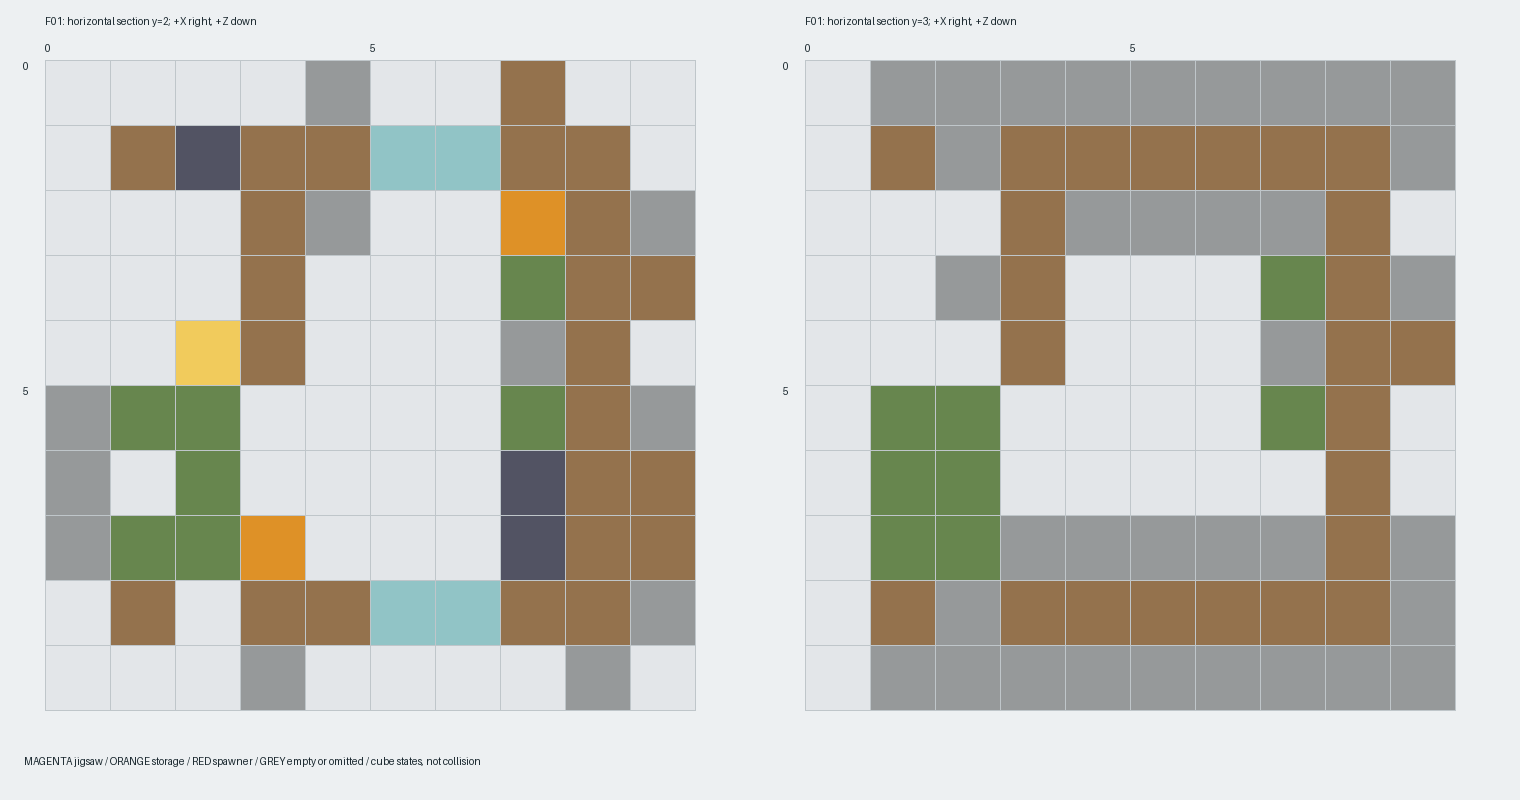 F01: horizontal section y=2; +X right, +Z down
F01: horizontal section y=3; +X right, +Z down
0 5
0 5
0
5
0
5
MAGENTA jigsaw / ORANGE storage / RED spawner / GREY empty or omitted / cube states, not collision